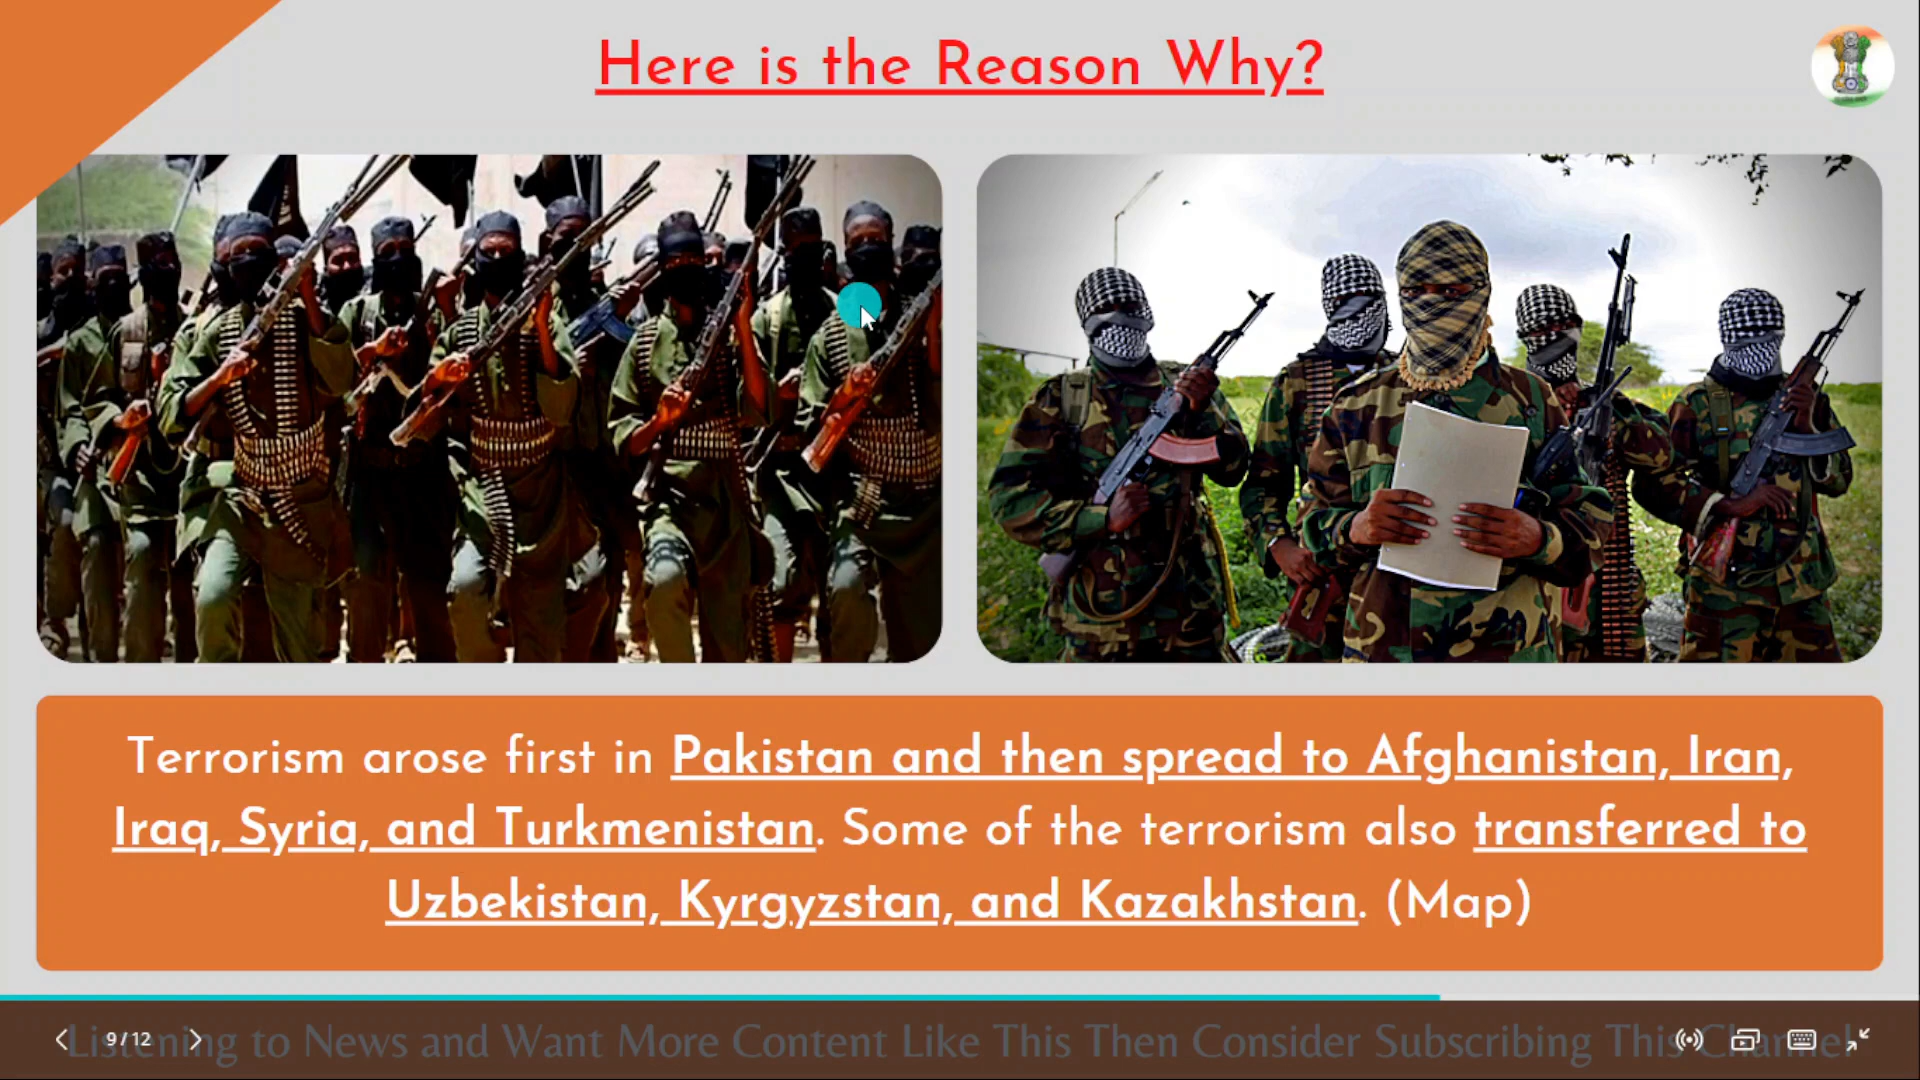 Here is the Reason Why?
Terrorism arose first in Pakistan and then spread to Afghanistan, Iran,
Iraq, Syria, and Turkmenistan. Some of the terrorism also transferred to
Uzbekistan, Kyrgyzstan, and Kazakhstan. (Map)
9 / 12
Listening to News and Want More Content Like This Then Consider Subscribing This Channel